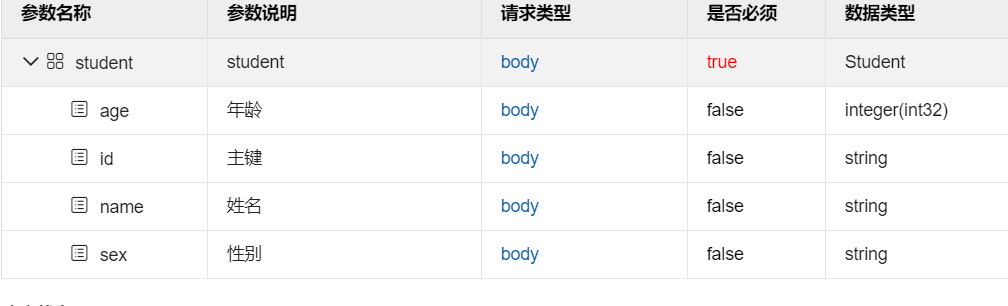 参数名称 参数说明 请求类型 是否必须 数据类型
student student body true Student
age 年龄 body false integer(int32)
id 主键 body false string
name 姓名 body false string
sex 性别 body false string